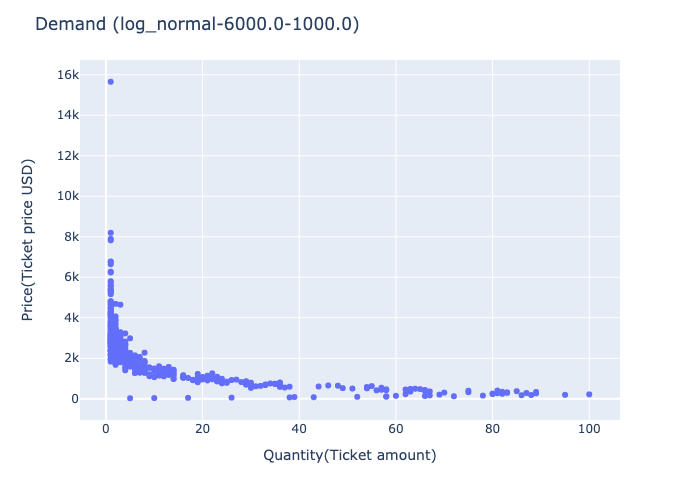 Demand (log_normal-6000.0-1000.0)
16k
14k
12k
10k
8k
6k
4k
2k
0
Price(Ticket price USD)
0 20 40 60 80 100
Quantity(Ticket amount)